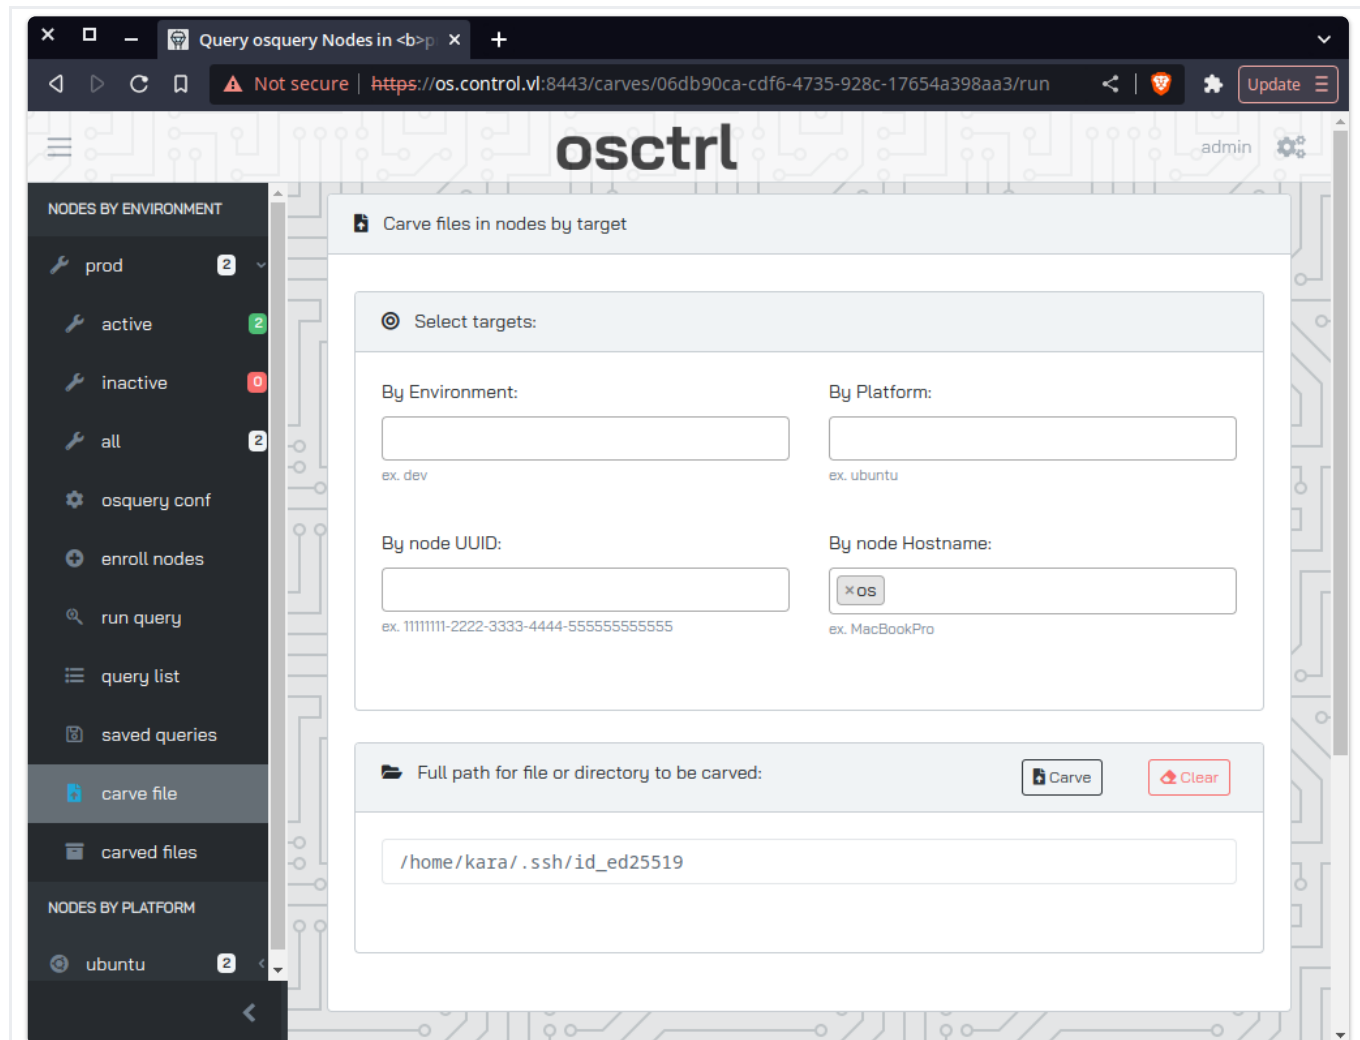 Query osquery Nodes in <b>p
Not secure https://os.control.vl:8443/carves/06db90ca-cdf6-4735-928c-17654a398aa3/run Update
osctrl
admin
NODES BY ENVIRONMENT
prod 2
active 2
inactive 0
all 2
osquery conf
enroll nodes
run query
query list
saved queries
carve file
carved files
NODES BY PLATFORM
ubuntu 2
Carve files in nodes by target
Select targets:
By Environment: By Platform:
ex. dev ex. ubuntu
By node UUID: By node Hostname:
×os
ex. 11111111-2222-3333-4444-555555555555 ex. MacBookPro
Full path for file or directory to be carved: Carve Clear
/home/kara/.ssh/id_ed25519